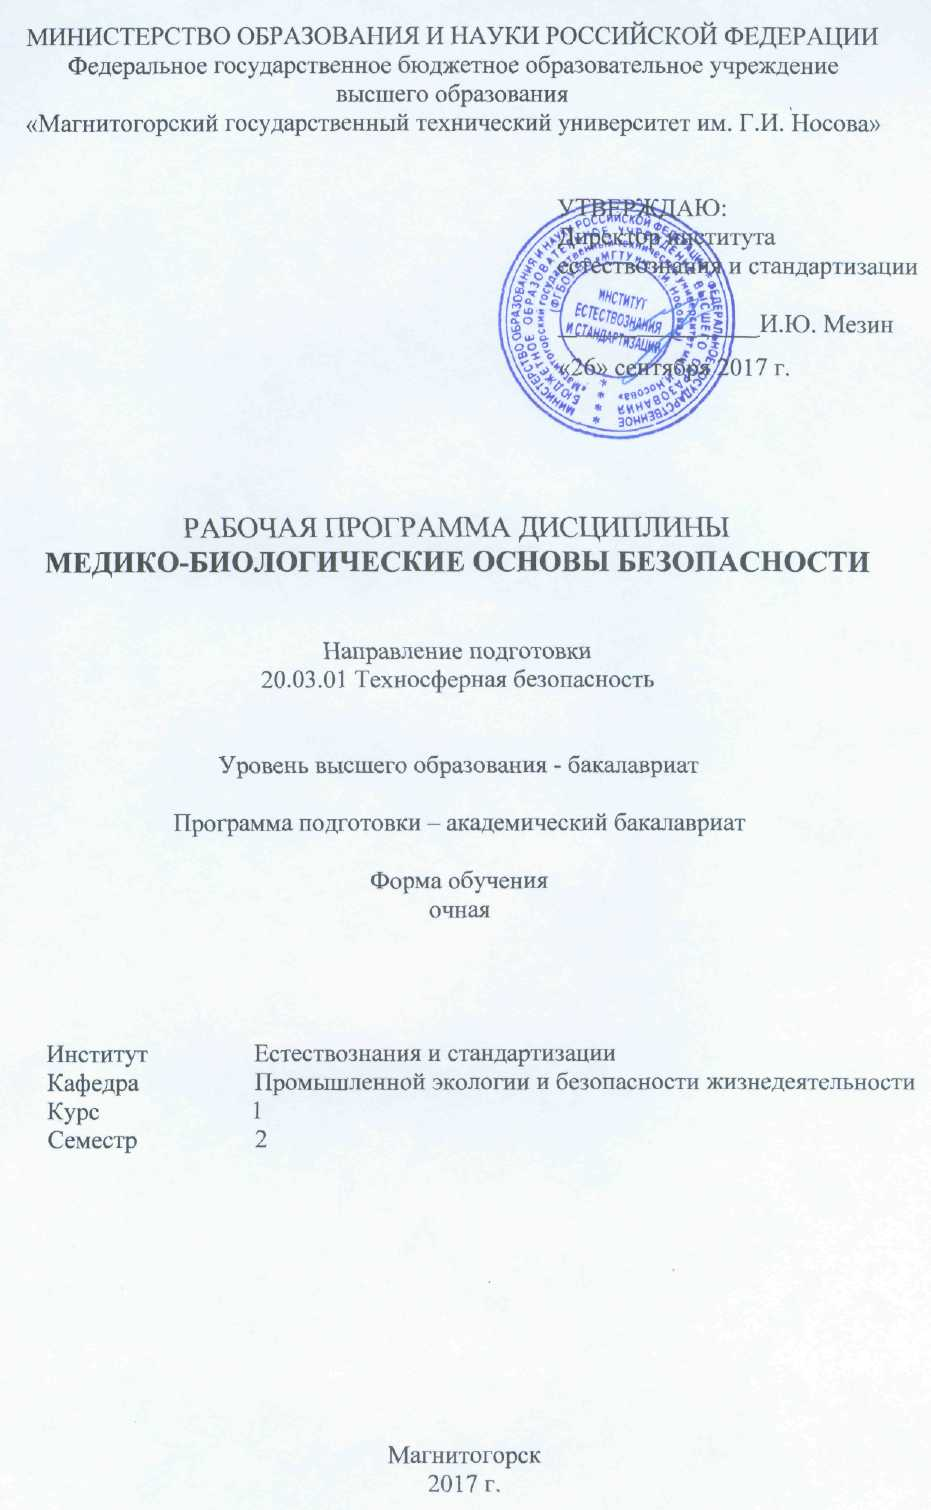 МИНИСТЕРСТВО ОБРАЗОВАНИЯ И НАУКИ РОССИЙСКОЙ ФЕДЕРАЦИИ
Федеральное государственное бюджетное образовательное учреждение
высшего образования
«Магнитогорский государственный технический университет им. Г.И. Носова»
УТВЕРЖДАЮ:
Директор института
естествознания и стандартизации
И.Ю. Мезин
«26» сентября 2017 г.
ИНСТИТУТ
ЕСТЕСТВОЗНАНИЯ
И СТАНДАРТИЗАЦИИ
РАБОЧАЯ ПРОГРАММА ДИСЦИПЛИНЫ
МЕДИКО-БИОЛОГИЧЕСКИЕ ОСНОВЫ БЕЗОПАСНОСТИ
Направление подготовки
20.03.01 Техносферная безопасность
Уровень высшего образования - бакалавриат
Программа подготовки – академический бакалавриат
Форма обучения
очная
Институт Естествознания и стандартизации
Кафедра Промышленной экологии и безопасности жизнедеятельности
Курс 1
Семестр 2
Магнитогорск
2017 г.